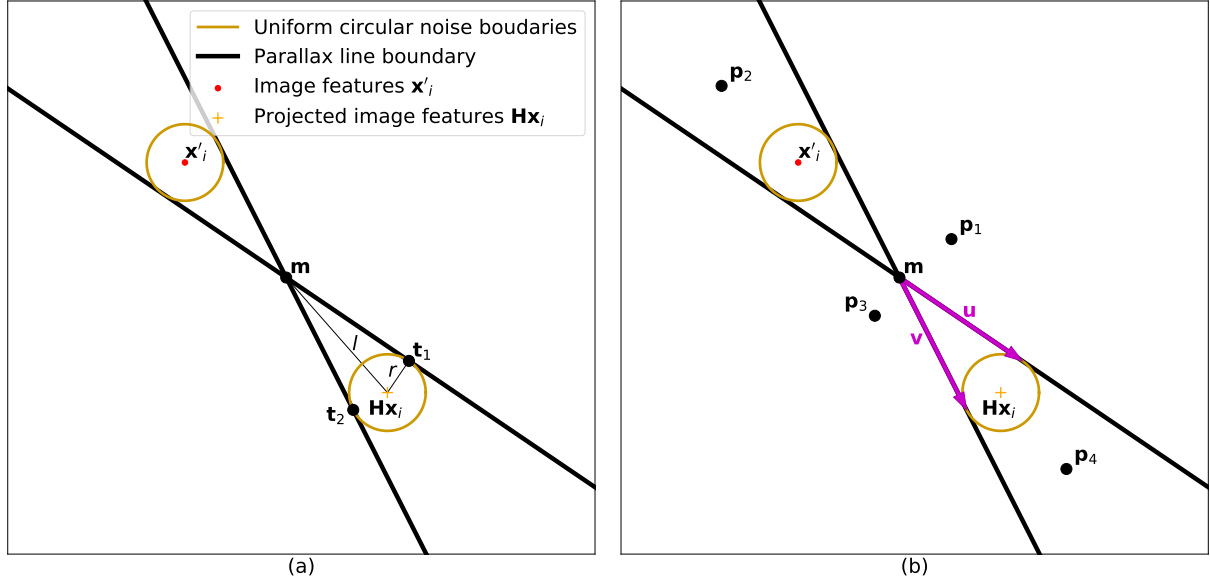 Uniform circular noise boudaries
Parallax line boundary
Image features x′ᵢ
Projected image features Hxᵢ
x′ᵢ
m
l
t₁
r
Hxᵢ
t₂
(a)
p₂
x′ᵢ
p₁
m
p₃
u
v
Hxᵢ
p₄
(b)